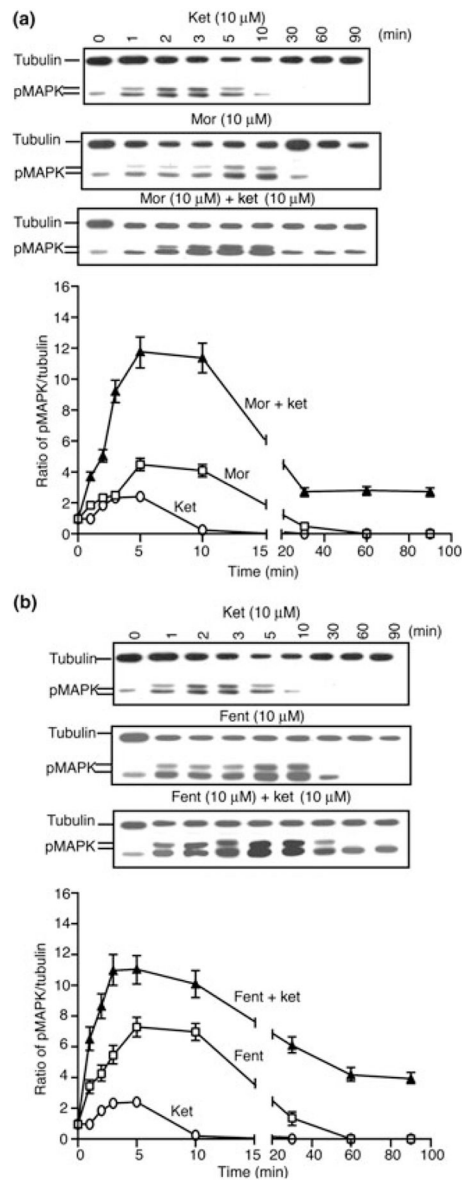 (a)
Ket (10 μM)
0 1 2 3 5 10 30 60 90 (min)
Tubulin
pMAPK
Mor (10 μM)
Tubulin
pMAPK
Mor (10 μM) + ket (10 μM)
Tubulin
pMAPK
16
14
12
10
8
6
4
2
0
Ratio of pMAPK/tubulin
Mor + ket
Mor
Ket
0 5 10 15 20 40 60 80 100
Time (min)
(b)
Ket (10 μM)
0 1 2 3 5 10 30 60 90 (min)
Tubulin
pMAPK
Fent (10 μM)
Tubulin
pMAPK
Fent (10 μM) + ket (10 μM)
Tubulin
pMAPK
16
14
12
10
8
6
4
2
0
Ratio of pMAPK/tubulin
Fent + ket
Fent
Ket
0 5 10 15 20 40 60 80 100
Time (min)